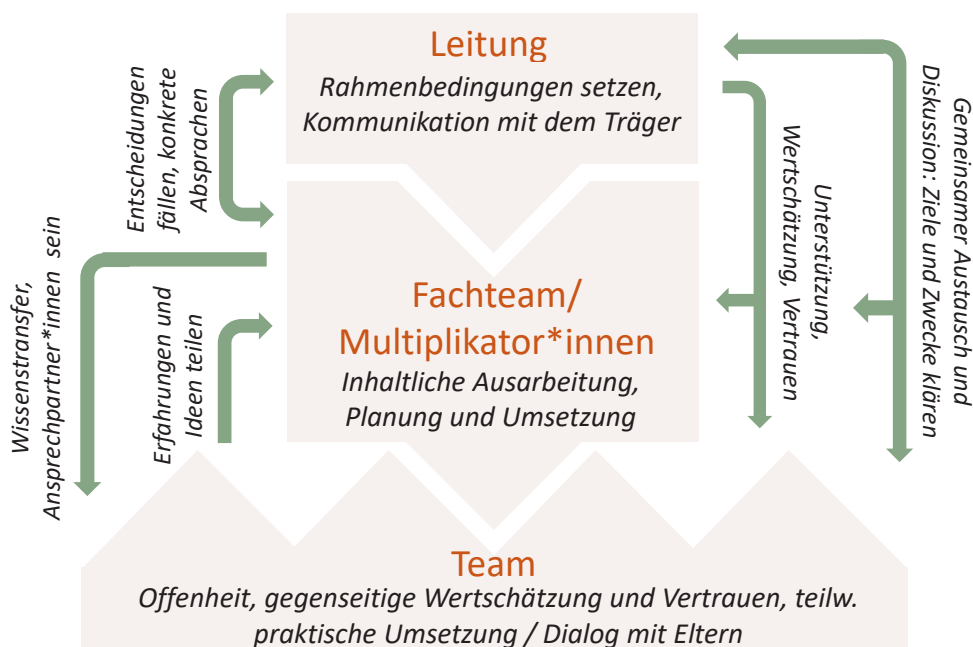 Leitung
Rahmenbedingungen setzen,
Kommunikation mit dem Träger
Entscheidungen
fällen, konkrete
Absprachen
Unterstützung,
Wertschätzung, Vertrauen
Gemeinsamer Austausch und
Diskussion: Ziele und Zwecke klären
Fachteam/
Multiplikator*innen
Inhaltliche Ausarbeitung,
Planung und Umsetzung
Wissenstransfer,
Ansprechpartner*innen sein
Erfahrungen und
Ideen teilen
Team
Offenheit, gegenseitige Wertschätzung und Vertrauen, teilw.
praktische Umsetzung / Dialog mit Eltern